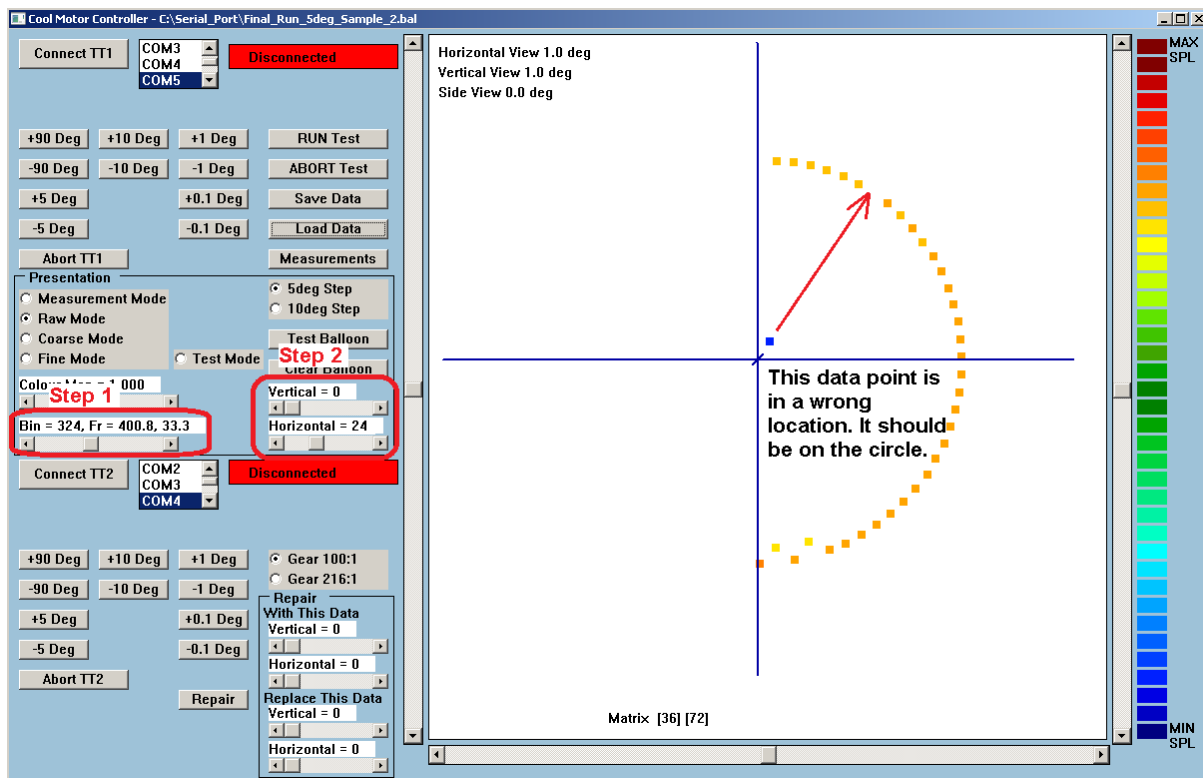 Cool Motor Controller - C:\Serial_Port\Final_Run_5deg_Sample_2.bal
Connect TT1
COM3
COM4
COM5
Disconnected
+90 Deg
+10 Deg
+1 Deg
RUN Test
-90 Deg
-10 Deg
-1 Deg
ABORT Test
+5 Deg
+0.1 Deg
Save Data
-5 Deg
-0.1 Deg
Load Data
Abort TT1
Measurements
Presentation
Measurement Mode
Raw Mode
Coarse Mode
Fine Mode
Test Mode
5deg Step
10deg Step
Test Balloon
Step 2
Clear Balloon
Step 1
Bin = 324, Fr = 400.8, 33.3
Vertical = 0
Horizontal = 24
Connect TT2
COM2
COM3
COM4
Disconnected
+90 Deg
+10 Deg
+1 Deg
Gear 100:1
-90 Deg
-10 Deg
-1 Deg
Gear 216:1
+5 Deg
+0.1 Deg
-5 Deg
-0.1 Deg
Abort TT2
Repair
Repair
With This Data
Vertical = 0
Horizontal = 0
Replace This Data
Vertical = 0
Horizontal = 0
Horizontal View 1.0 deg
Vertical View 1.0 deg
Side View 0.0 deg
This data point is
in a wrong
location. It should
be on the circle.
Matrix [36] [72]
MAX
SPL
MIN
SPL